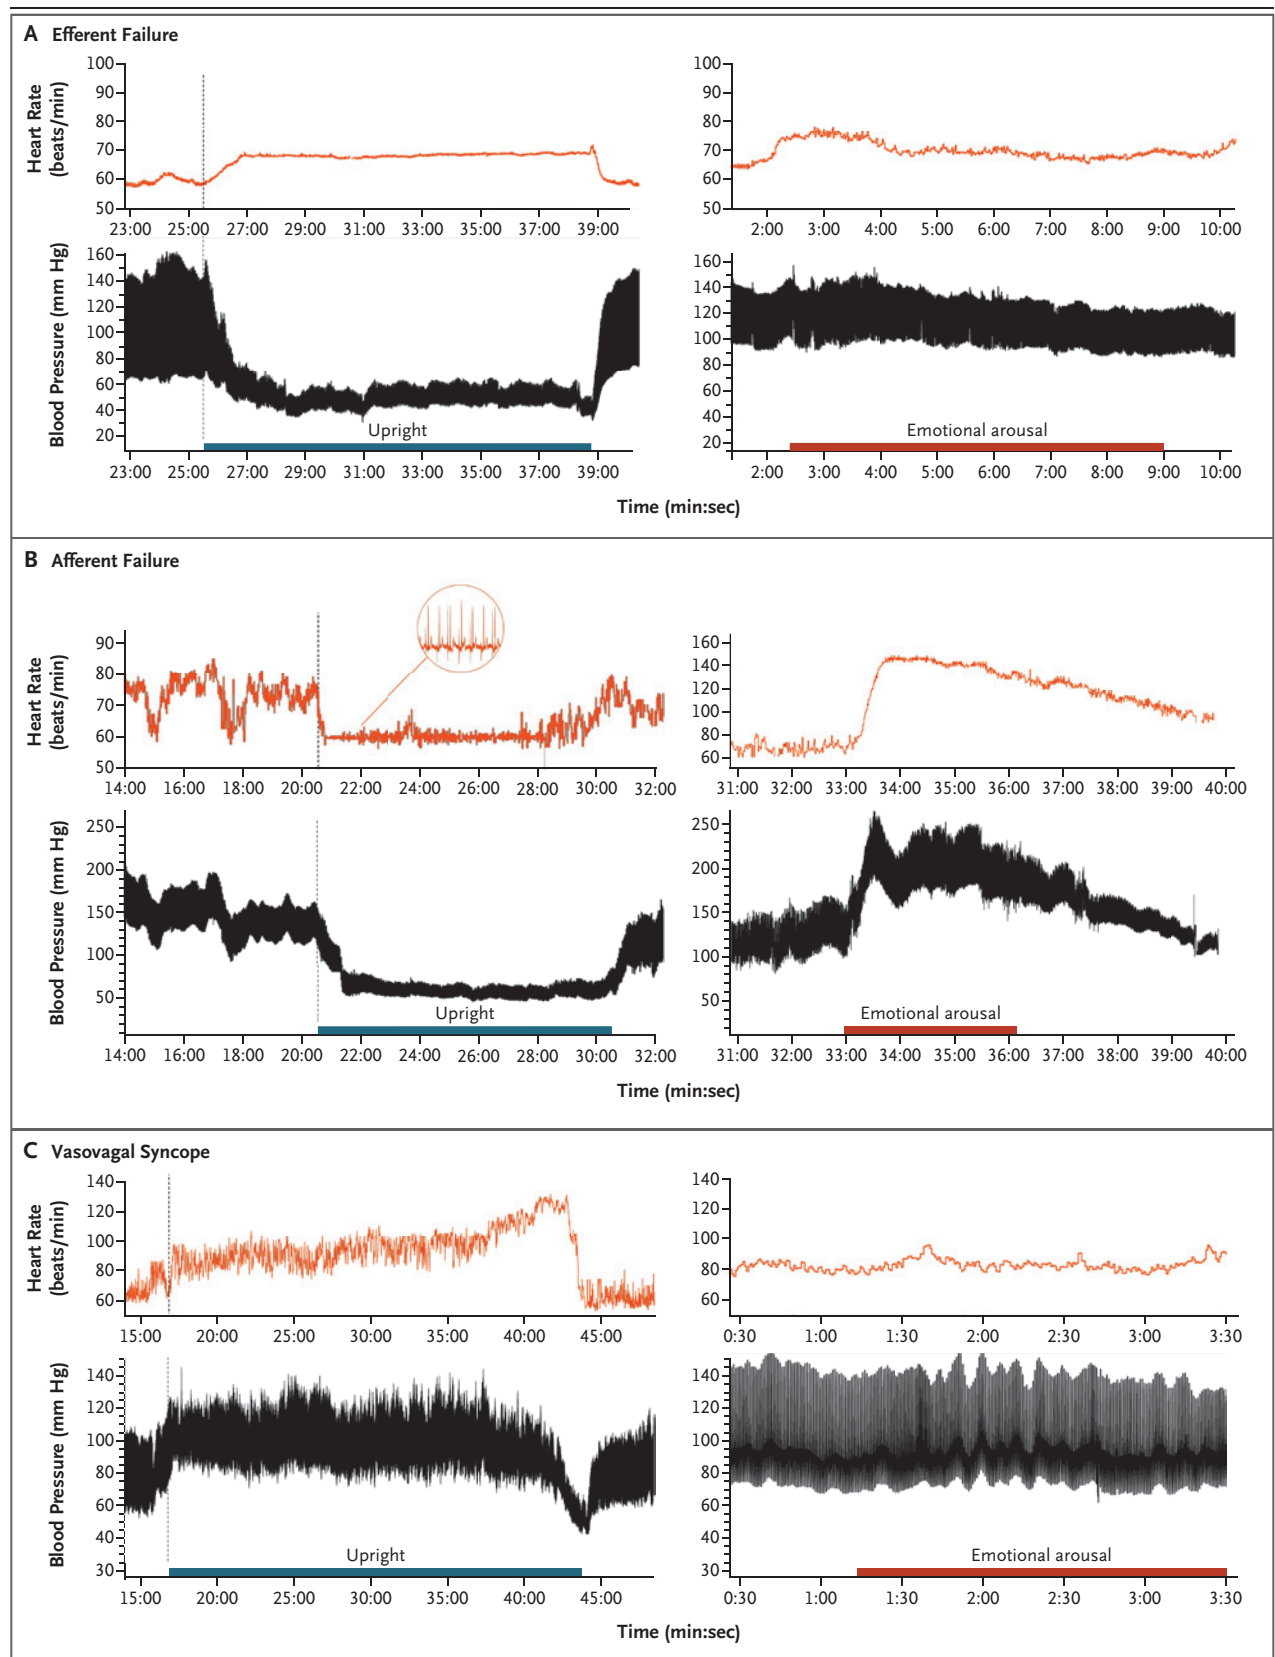 A Efferent Failure
Heart Rate
(beats/min)
100
90
80
70
60
50
23:00 25:00 27:00 29:00 31:00 33:00 35:00 37:00 39:00
100
90
80
70
60
50
2:00 3:00 4:00 5:00 6:00 7:00 8:00 9:00 10:00
Blood Pressure (mm Hg)
160
140
120
100
80
60
40
20
Upright
23:00 25:00 27:00 29:00 31:00 33:00 35:00 37:00 39:00
160
140
120
100
80
60
40
20
Emotional arousal
2:00 3:00 4:00 5:00 6:00 7:00 8:00 9:00 10:00
Time (min:sec)
B Afferent Failure
Heart Rate
(beats/min)
90
80
70
60
50
14:00 16:00 18:00 20:00 22:00 24:00 26:00 28:00 30:00 32:00
160
140
120
100
80
60
31:00 32:00 33:00 34:00 35:00 36:00 37:00 38:00 39:00 40:00
Blood Pressure (mm Hg)
250
200
150
100
50
Upright
14:00 16:00 18:00 20:00 22:00 24:00 26:00 28:00 30:00 32:00
250
200
150
100
50
Emotional arousal
31:00 32:00 33:00 34:00 35:00 36:00 37:00 38:00 39:00 40:00
Time (min:sec)
C Vasovagal Syncope
Heart Rate
(beats/min)
140
120
100
80
60
15:00 20:00 25:00 30:00 35:00 40:00 45:00
140
120
100
80
60
0:30 1:00 1:30 2:00 2:30 3:00 3:30
Blood Pressure (mm Hg)
140
120
100
80
60
40
30
Upright
15:00 20:00 25:00 30:00 35:00 40:00 45:00
140
120
100
80
60
40
30
Emotional arousal
0:30 1:00 1:30 2:00 2:30 3:00 3:30
Time (min:sec)